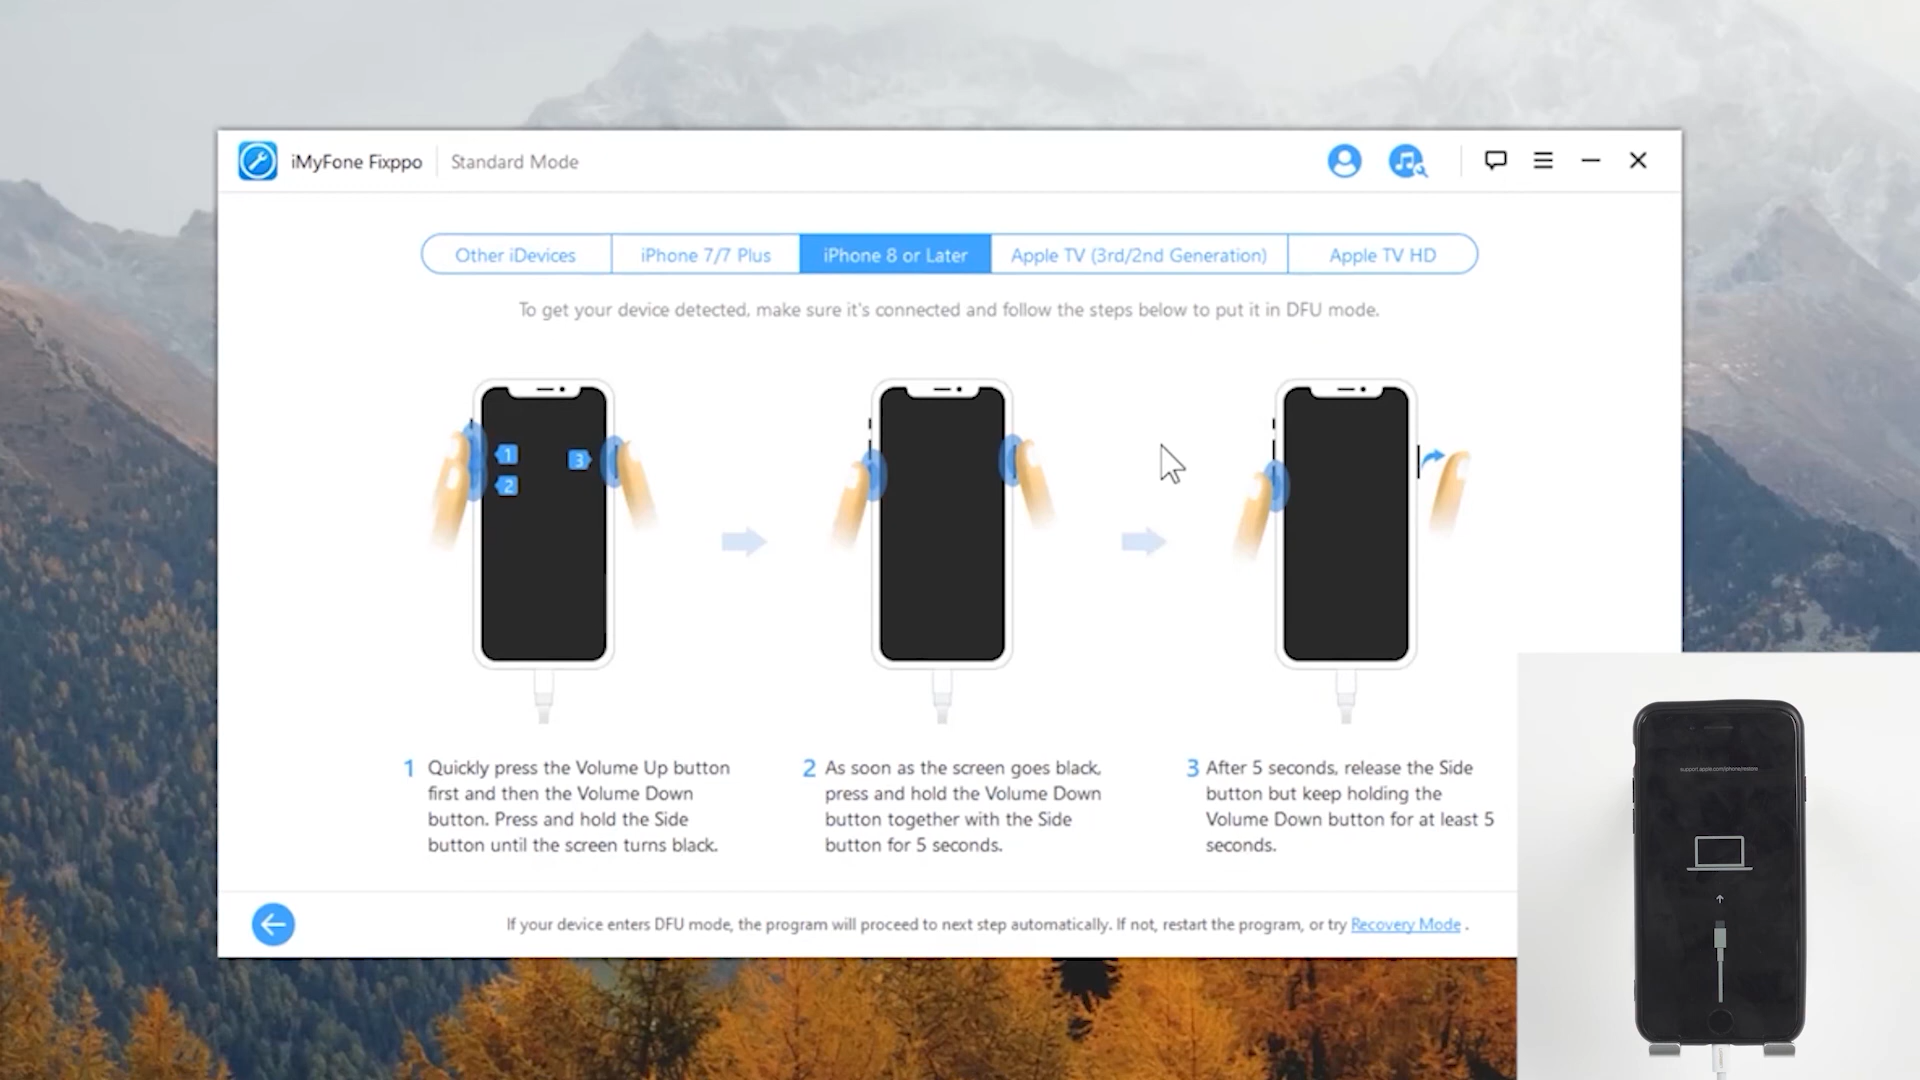 iMyFone Fixppo
Standard Mode
Other iDevices
iPhone 7/7 Plus
iPhone 8 or Later
Apple TV (3rd/2nd Generation)
Apple TV HD
To get your device detected, make sure it's connected and follow the steps below to put it in DFU mode.
1
2
3
1 Quickly press the Volume Up button
first and then the Volume Down
button. Press and hold the Side
button until the screen turns black.
2 As soon as the screen goes black,
press and hold the Volume Down
button together with the Side
button for 5 seconds.
3 After 5 seconds, release the Side
button but keep holding the
Volume Down button for at least 5
seconds.
If your device enters DFU mode, the program will proceed to next step automatically. If not, restart the program, or try Recovery Mode .
support.apple.com/iphone/restore